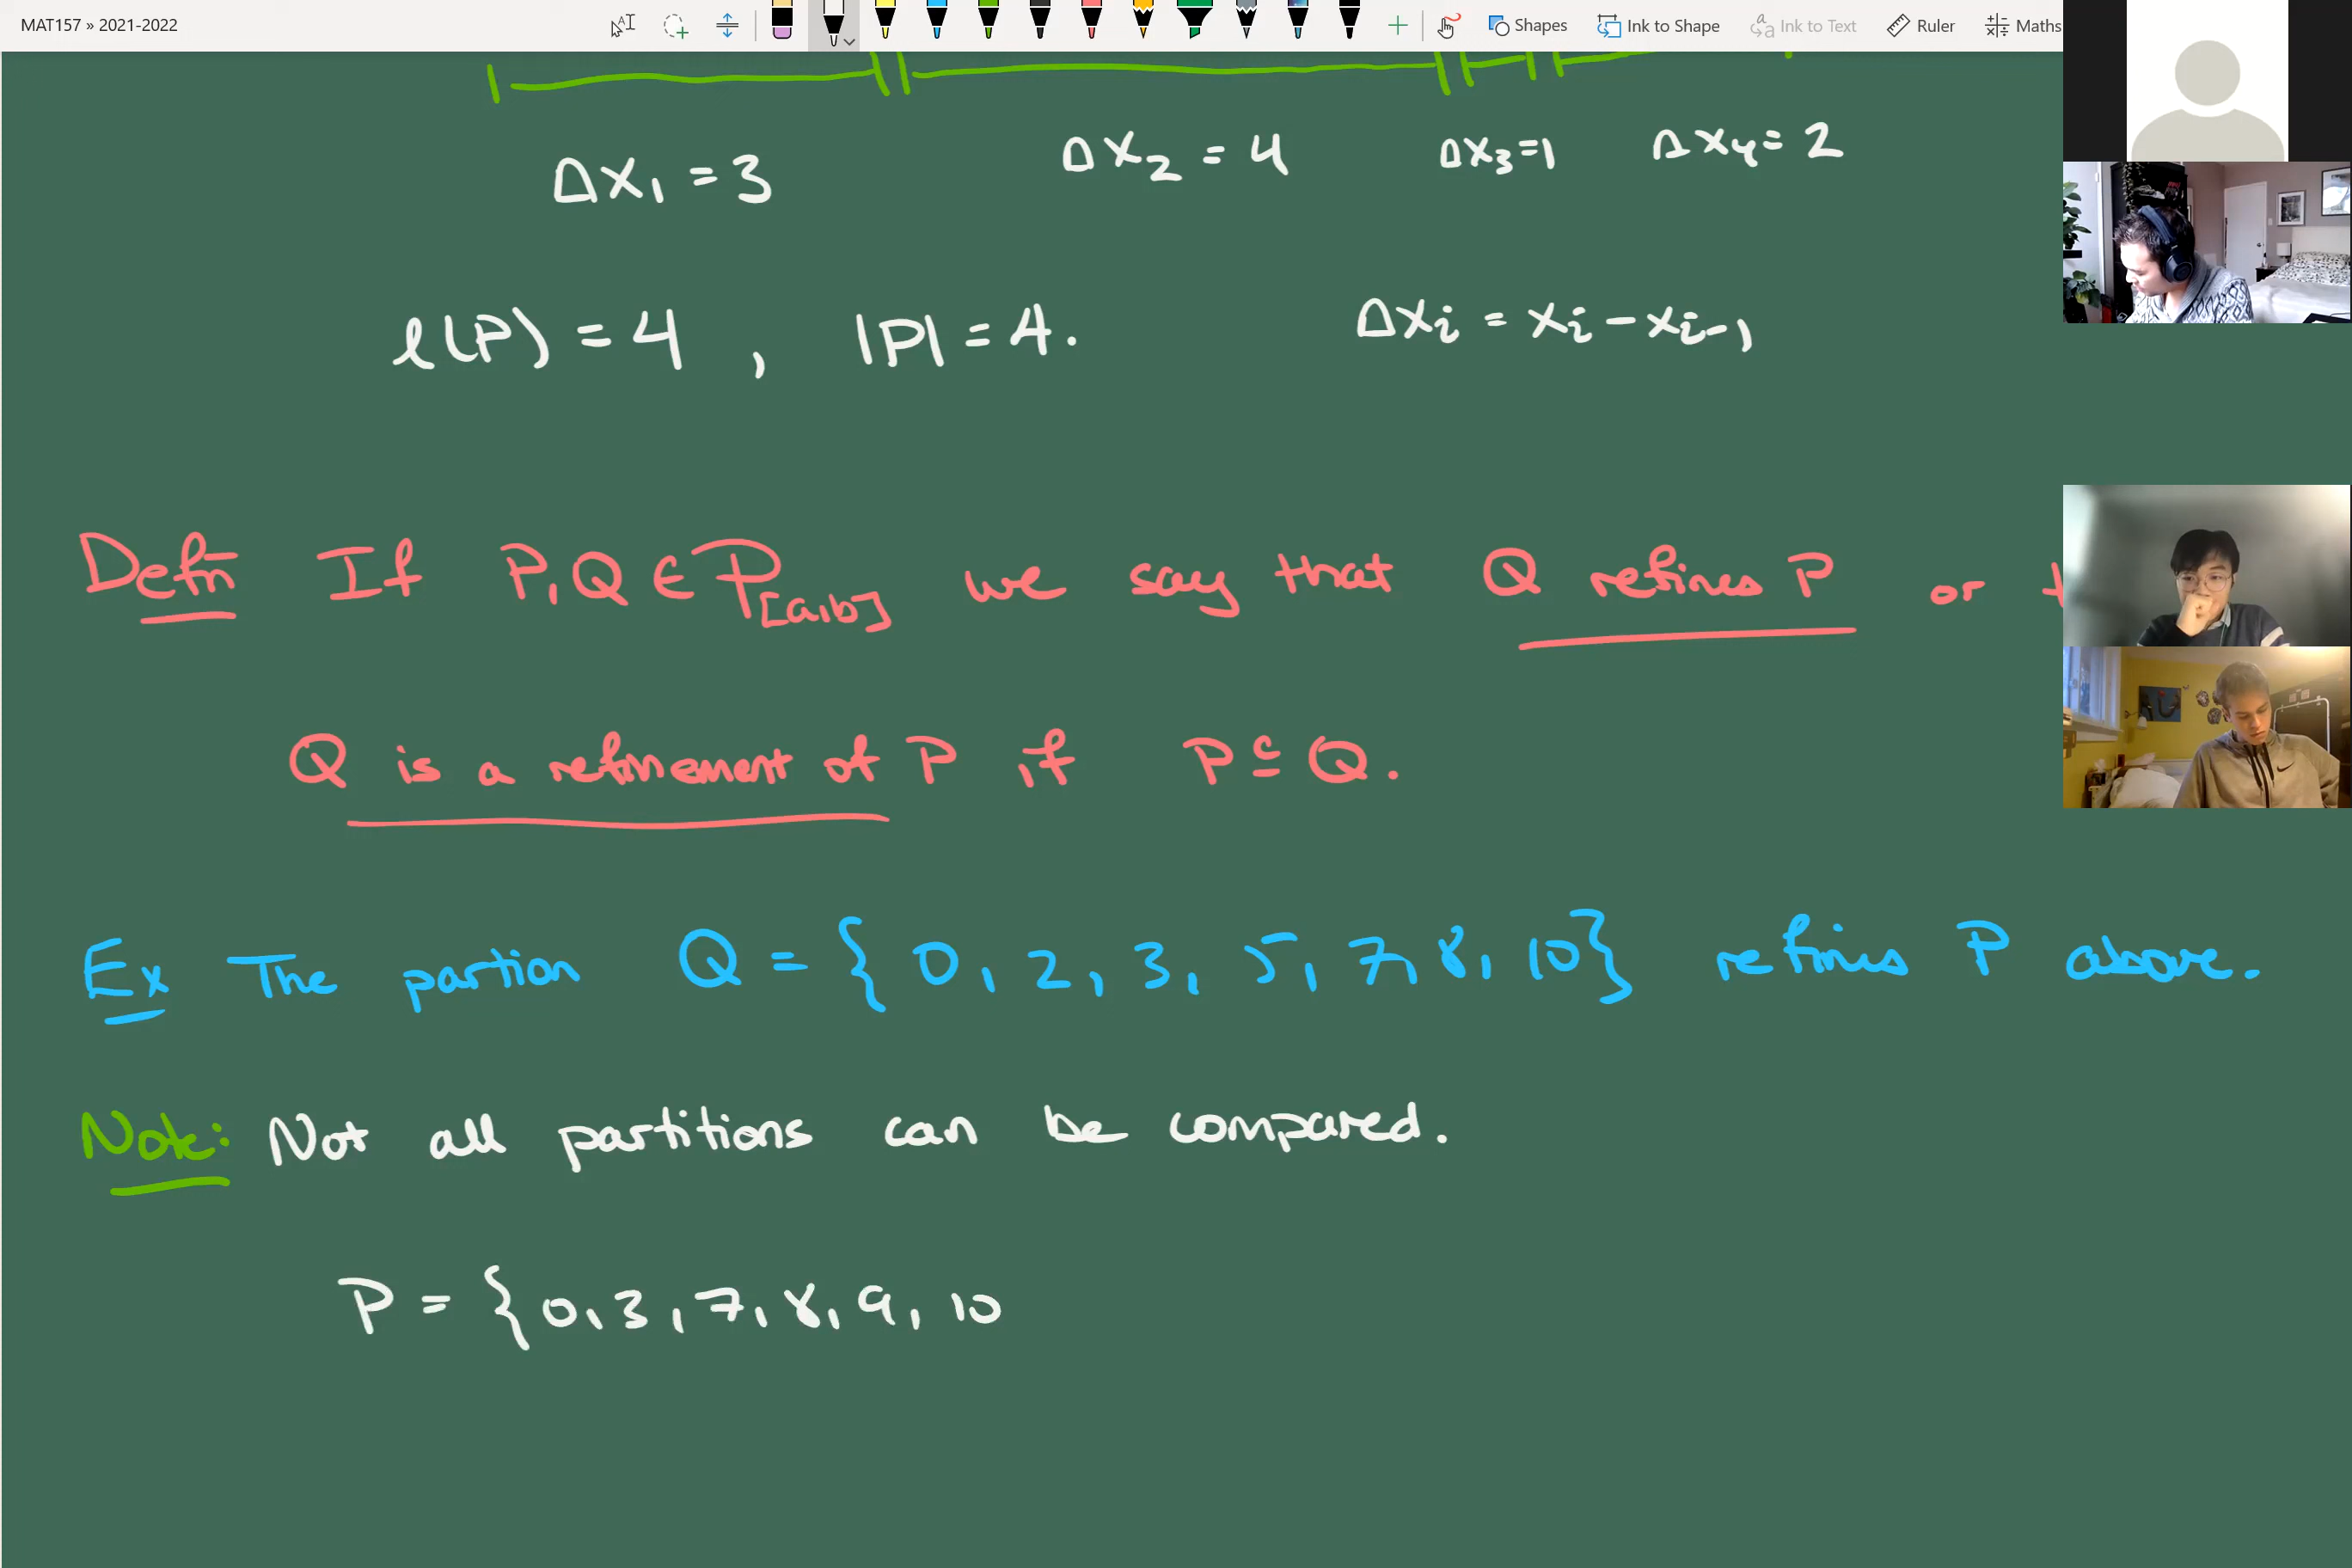 MAT157 » 2021-2022
Shapes Ink to Shape Ink to Text Ruler Maths
Δx₁ = 3 Δx₂ = 4 Δx₃=1 Δx₄= 2
l(P) = 4 , |P| = 4. Δxᵢ = xᵢ - xᵢ₋₁
Defn If P, Q ∈ P[a,b] we say that Q refines P or
Q is a refinement of P if P ⊆ Q.
Ex The partion Q = { 0, 2, 3, 5, 7, 8, 10} refines P above.
Note: Not all partitions can be compared.
P = { 0, 3, 7, 8, 9, 10